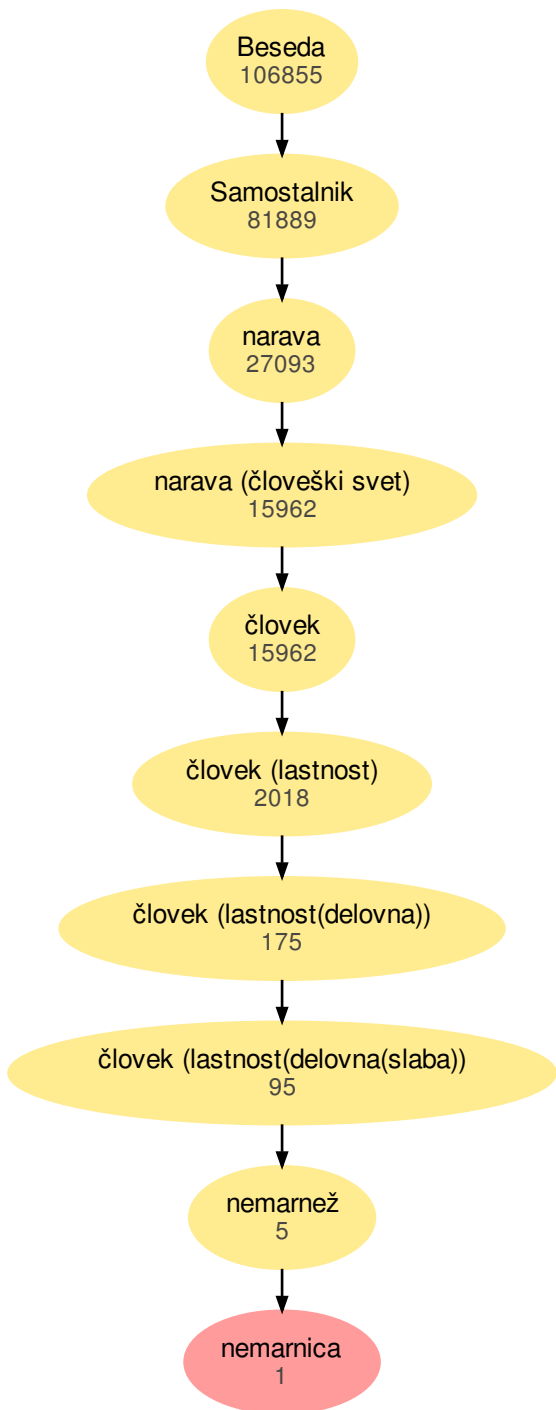 Beseda
106855
Samostalnik
81889
narava
27093
narava (človeški svet)
15962
človek
15962
človek (lastnost)
2018
človek (lastnost(delovna))
175
človek (lastnost(delovna(slaba))
95
nemarnež
5
nemarnica
1